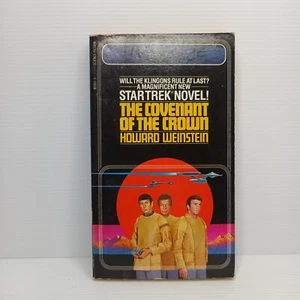 WILL THE KLINGONS RULE AT LAST?
A MAGNIFICENT NEW
STAR TREK NOVEL!
THE COVENANT
OF THE CROWN
HOWARD WEINSTEIN